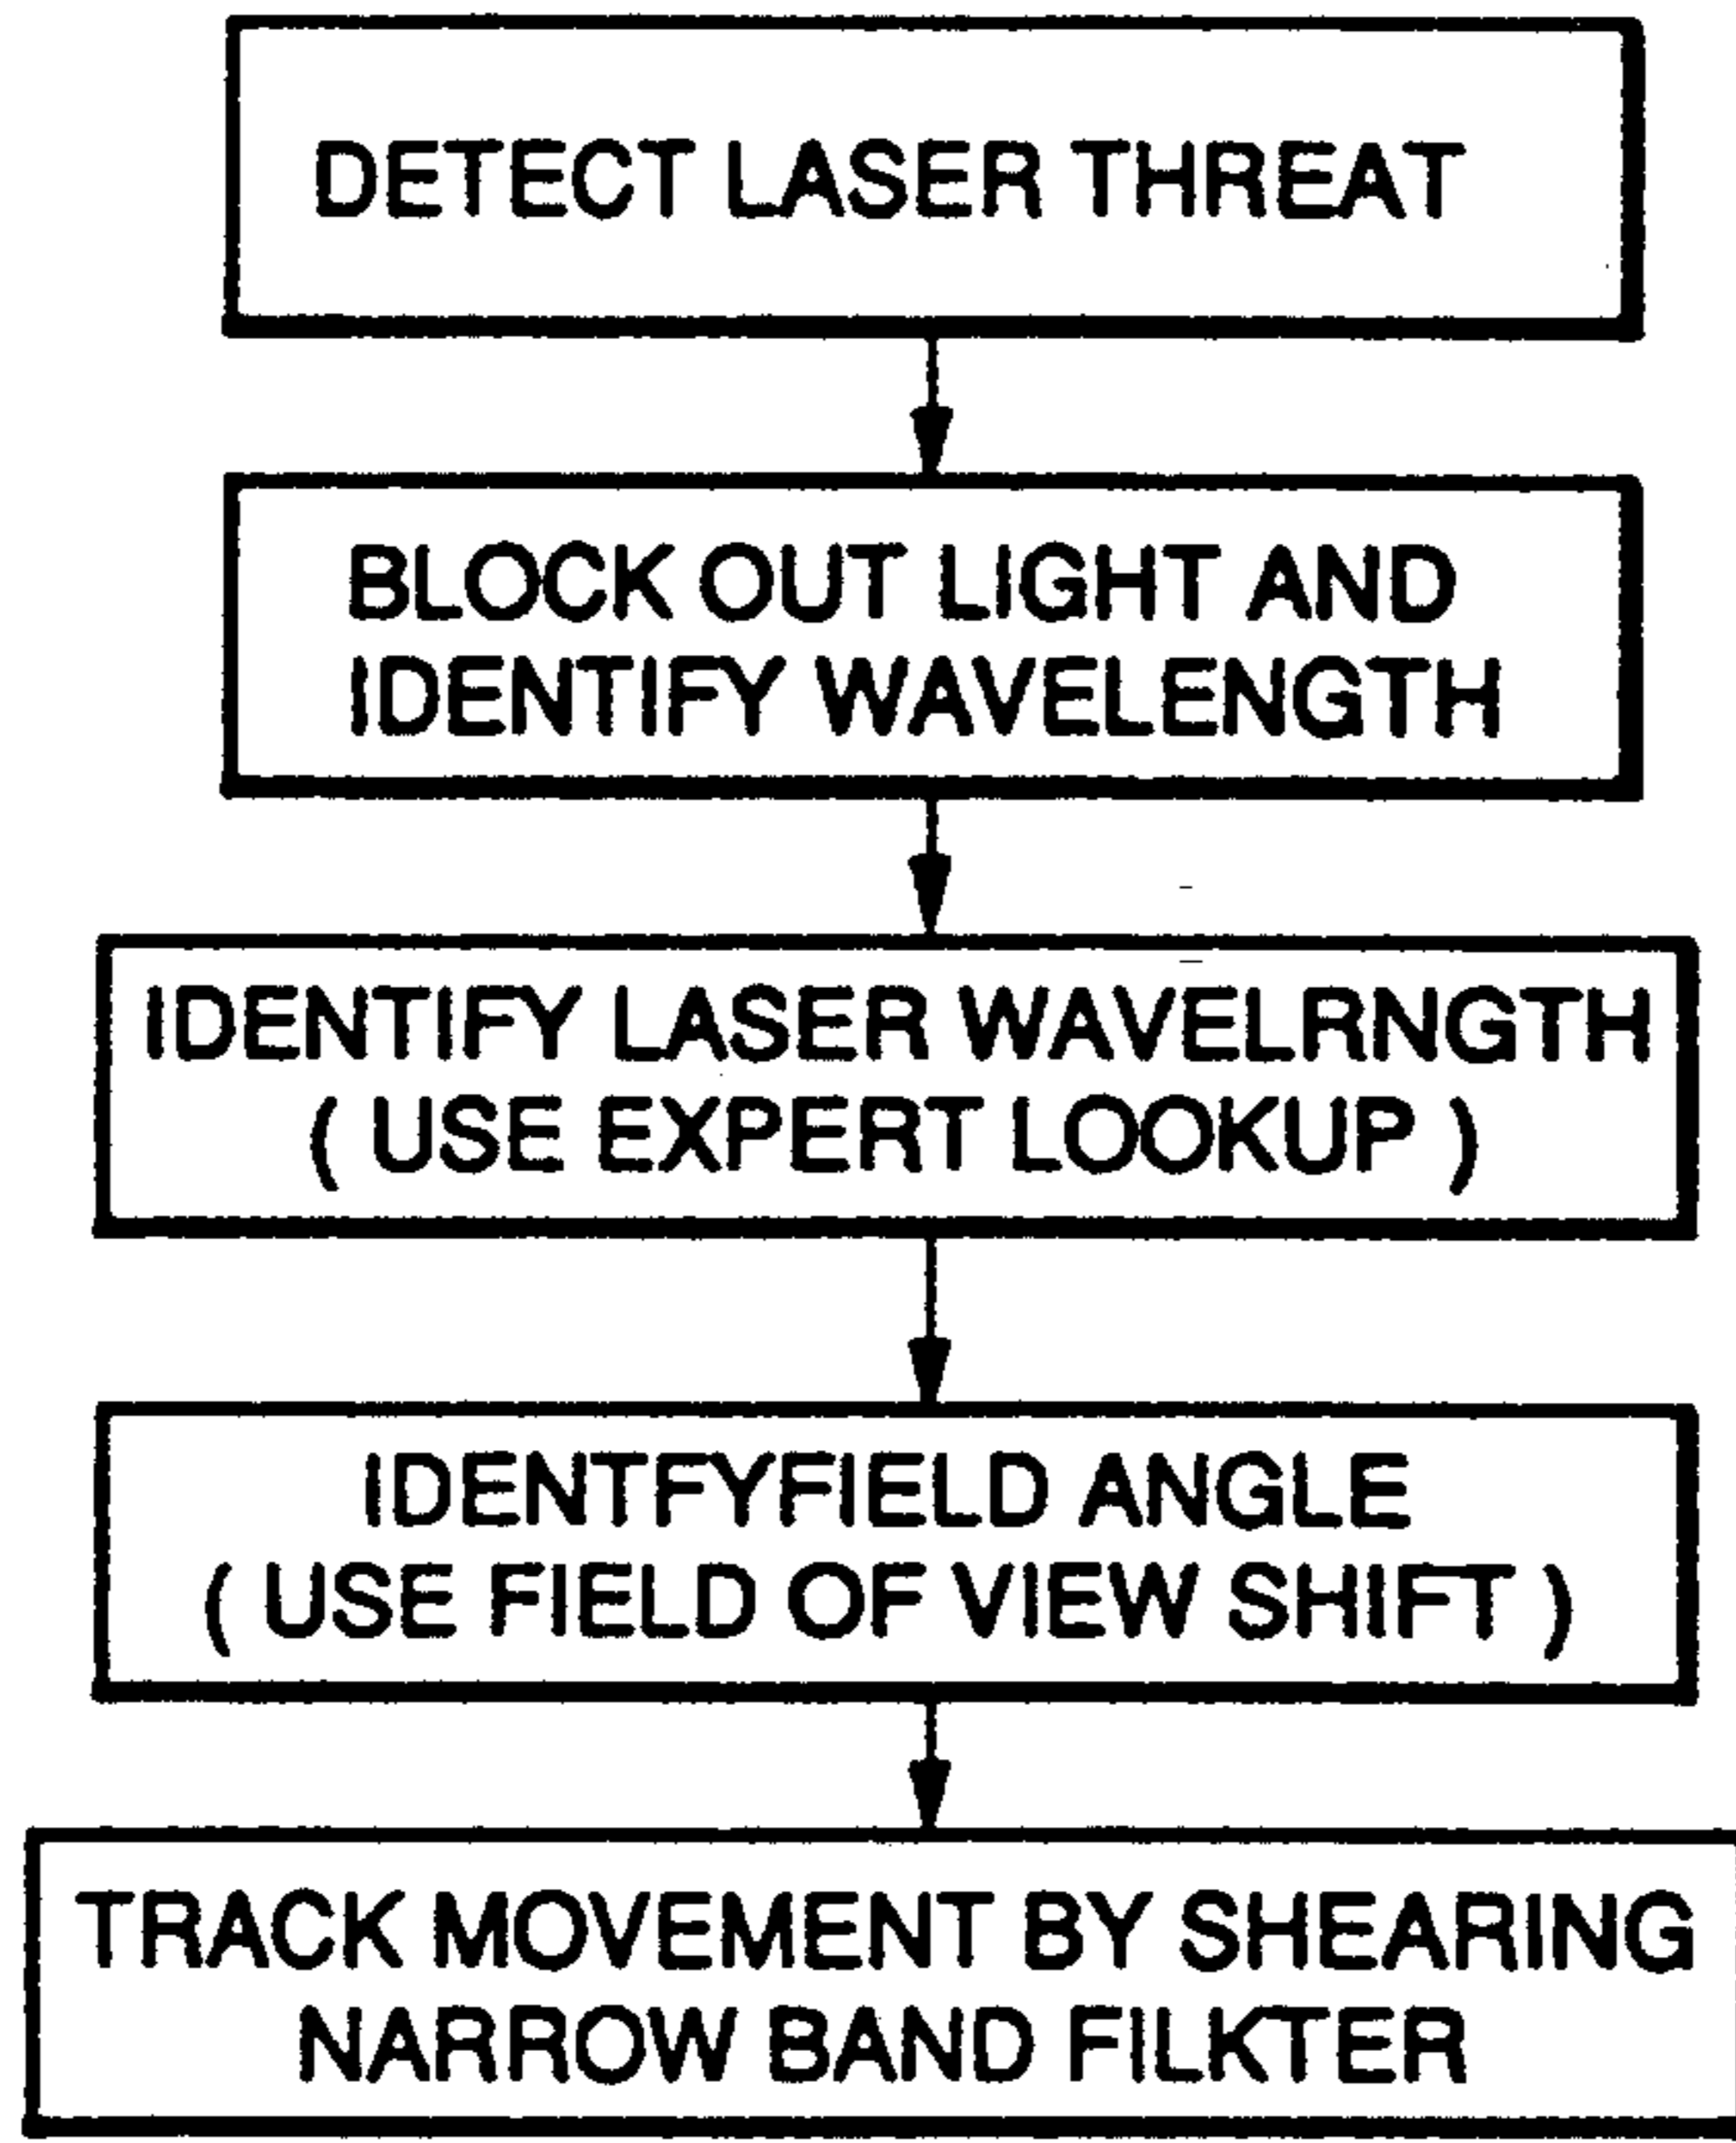 DETECT LASER THREAT
BLOCK OUT LIGHT AND
IDENTIFY WAVELENGTH
IDENTIFY LASER WAVELRNGTH
( USE EXPERT LOOKUP )
IDENTFYFIELD ANGLE
( USE FIELD OF VIEW SHIFT )
TRACK MOVEMENT BY SHEARING
NARROW BAND FILKTER